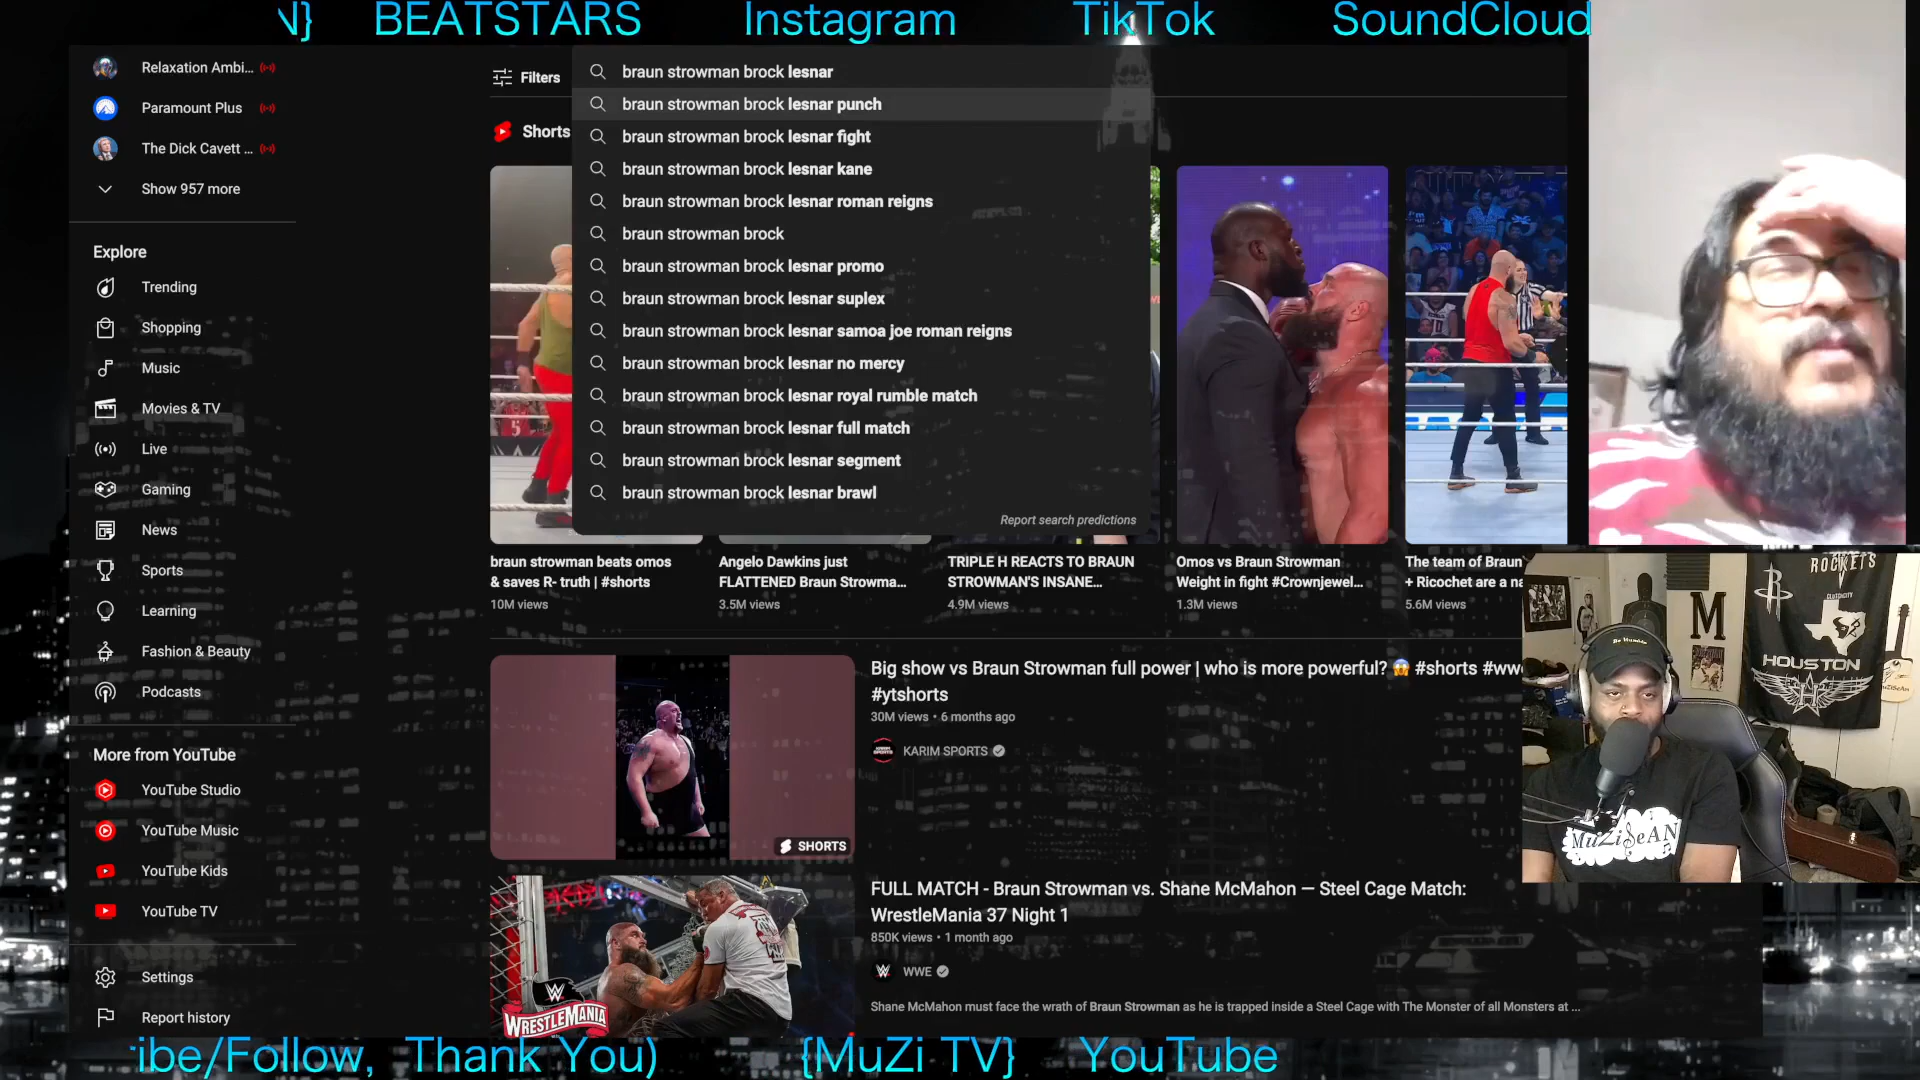 BEATSTARS Instagram TikTok SoundCloud
Relaxation Ambi...
Paramount Plus
The Dick Cavett ...
Show 957 more
Explore
Trending
Shopping
Music
Movies & TV
Live
Gaming
News
Sports
Learning
Fashion & Beauty
Podcasts
More from YouTube
YouTube Studio
YouTube Music
YouTube Kids
YouTube TV
Settings
Report history
Filters
Shorts
braun strowman brock lesnar
braun strowman brock lesnar punch
braun strowman brock lesnar fight
braun strowman brock lesnar kane
braun strowman brock lesnar roman reigns
braun strowman brock
braun strowman brock lesnar promo
braun strowman brock lesnar suplex
braun strowman brock lesnar samoa joe roman reigns
braun strowman brock lesnar no mercy
braun strowman brock lesnar royal rumble match
braun strowman brock lesnar full match
braun strowman brock lesnar segment
braun strowman brock lesnar brawl
Report search predictions
braun strowman beats omos
& saves R- truth | #shorts
10M views
Angelo Dawkins just
FLATTENED Braun Strowma...
3.5M views
TRIPLE H REACTS TO BRAUN
STROWMAN'S INSANE...
4.9M views
Omos vs Braun Strowman
Weight in fight #Crownjewel...
1.3M views
The team of Braun
+ Ricochet are a na
5.6M views
Big show vs Braun Strowman full power | who is more powerful? 😱 #shorts #ww
#ytshorts
30M views • 6 months ago
KARIM SPORTS
SHORTS
FULL MATCH - Braun Strowman vs. Shane McMahon — Steel Cage Match:
WrestleMania 37 Night 1
850K views • 1 month ago
WWE
Shane McMahon must face the wrath of Braun Strowman as he is trapped inside a Steel Cage with The Monster of all Monsters at ...
WRESTLEMANIA
ROCKETS
M
HOUSTON
MuZiSeAN
ibe/Follow, Thank You) {MuZi TV} YouTube